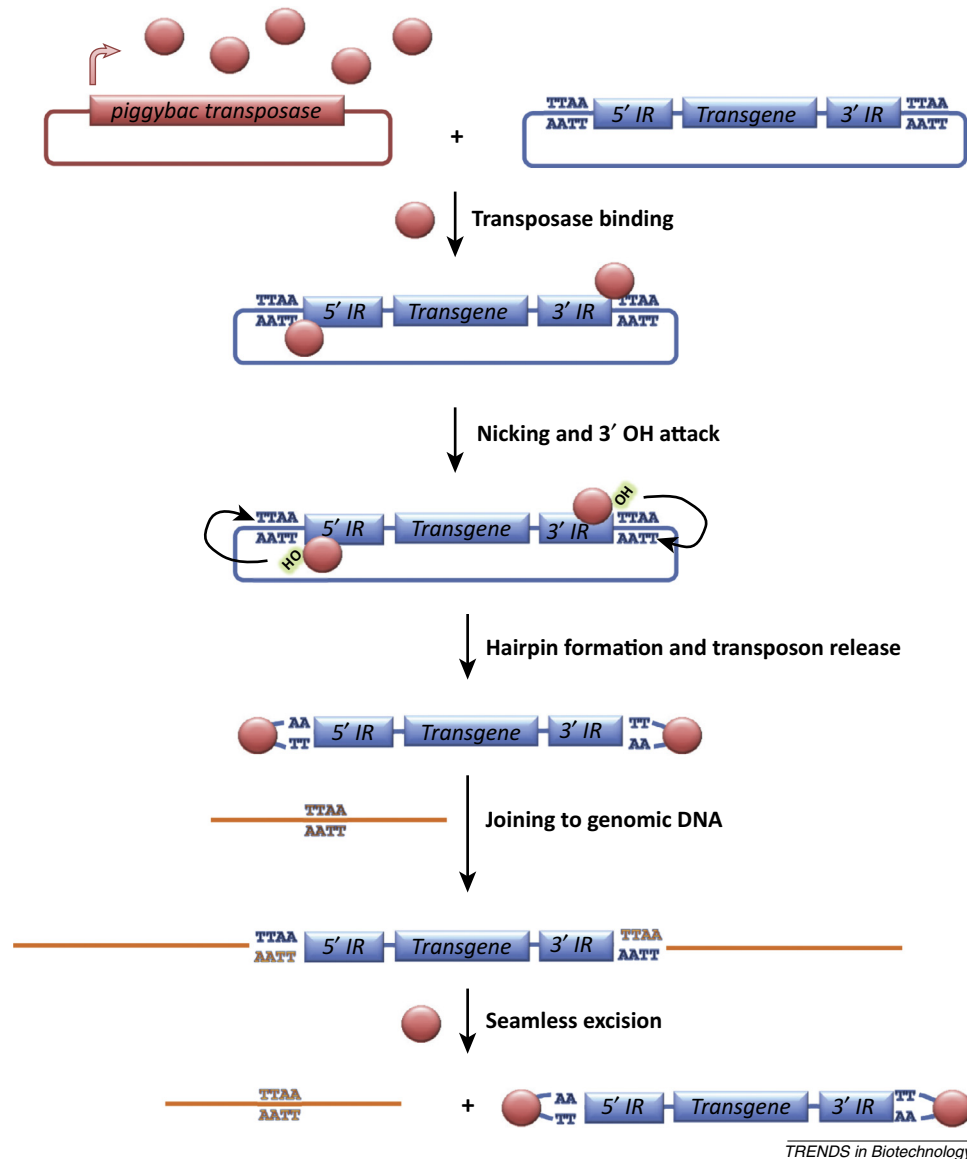 piggybac transposase
+
TTAA 5′ IR Transgene 3′ IR TTAA
AATT AATT
Transposase binding
TTAA 5′ IR Transgene 3′ IR TTAA
AATT AATT
Nicking and 3′ OH attack
OH
TTAA 5′ IR Transgene 3′ IR TTAA
AATT AATT
HO
Hairpin formation and transposon release
AA 5′ IR Transgene 3′ IR TT
TT AA
TTAA
AATT
Joining to genomic DNA
TTAA 5′ IR Transgene 3′ IR TTAA
AATT AATT
Seamless excision
TTAA
AATT
+
AA 5′ IR Transgene 3′ IR TT
TT AA
TRENDS in Biotechnology